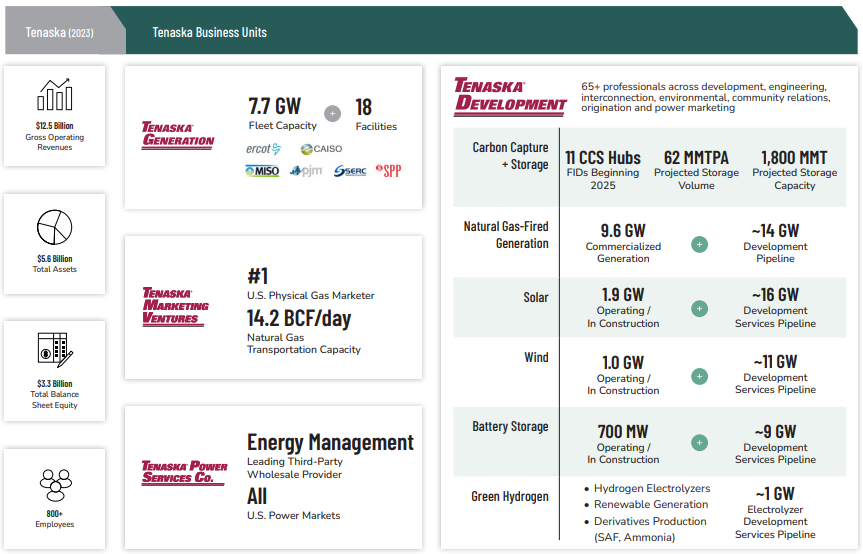 Tenaska (2023)
Tenaska Business Units
$12.5 Billion
Gross Operating
Revenues
$5.6 Billion
Total Assets
$3.3 Billion
Total Balance
Sheet Equity
800+
Employees
TENASKA®
GENERATION
7.7 GW
Fleet Capacity
+
18
Facilities
ercot
CAISO
MISO
pjm
SERC
SPP
TENASKA®
MARKETING
VENTURES
#1
U.S. Physical Gas Marketer
14.2 BCF/day
Natural Gas
Transportation Capacity
TENASKA® POWER
SERVICES CO.
Energy Management
Leading Third-Party
Wholesale Provider
All
U.S. Power Markets
TENASKA®
DEVELOPMENT
65+ professionals across development, engineering,
interconnection, environmental, community relations,
origination and power marketing
Carbon Capture
+ Storage
11 CCS Hubs
FIDs Beginning
2025
62 MMTPA
Projected Storage
Volume
1,800 MMT
Projected Storage
Capacity
Natural Gas-Fired
Generation
9.6 GW
Commercialized
Generation
+
~14 GW
Development
Pipeline
Solar
1.9 GW
Operating /
In Construction
+
~16 GW
Development
Services Pipeline
Wind
1.0 GW
Operating /
In Construction
+
~11 GW
Development
Services Pipeline
Battery Storage
700 MW
Operating /
In Construction
+
~9 GW
Development
Services Pipeline
Green Hydrogen
• Hydrogen Electrolyzers
• Renewable Generation
• Derivatives Production
(SAF, Ammonia)
~1 GW
Electrolyzer
Development
Services Pipeline